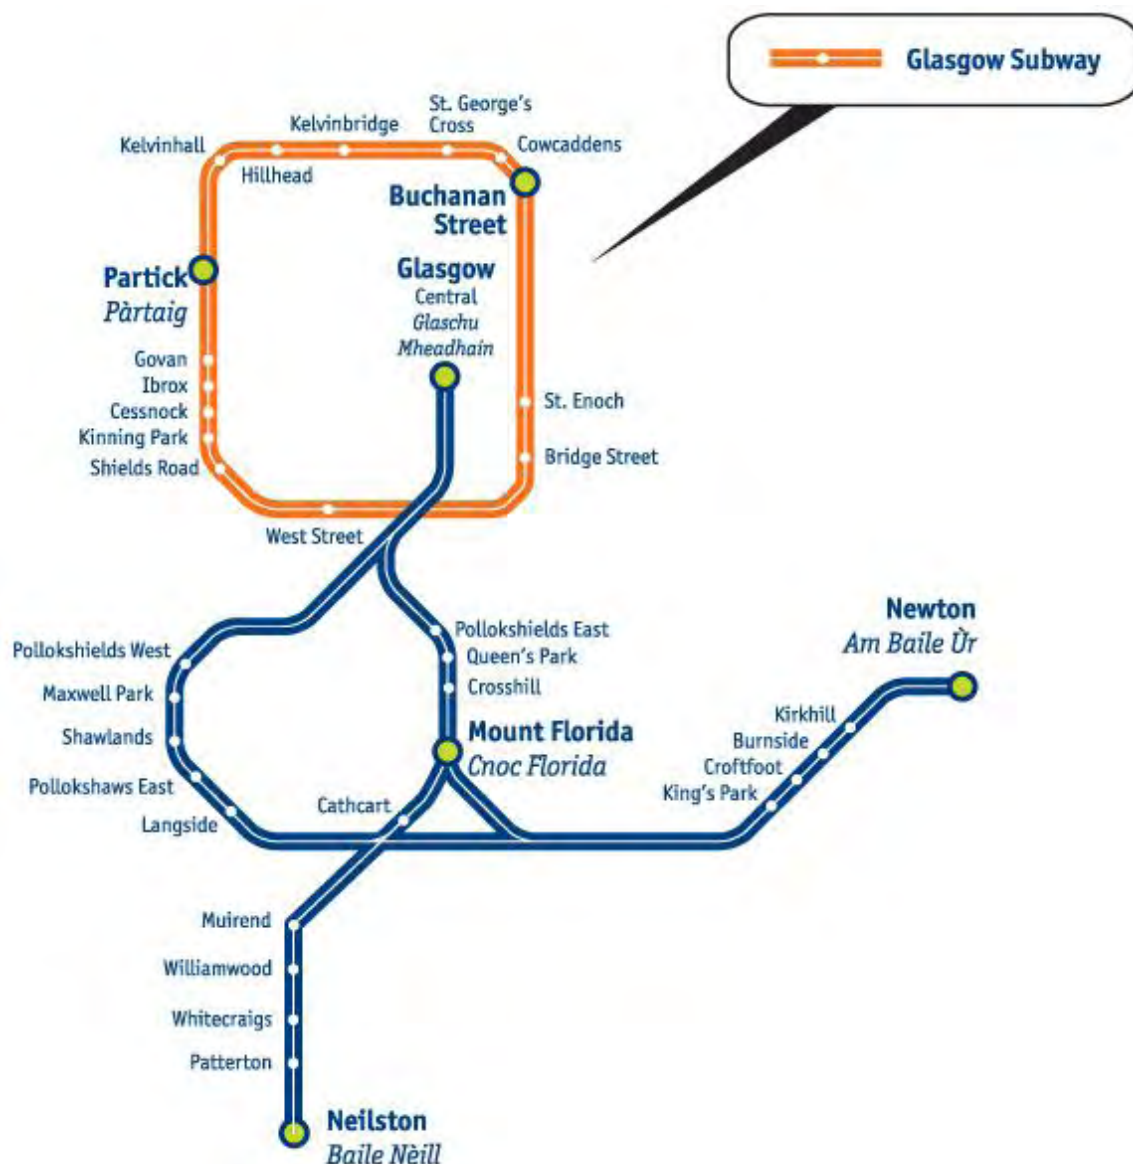 Glasgow Subway
St. George's
Cross
Kelvinbridge
Cowcaddens
Kelvinhall
Hillhead
Buchanan
Street
Glasgow
Central
Glaschu
Mheadhain
Partick
Pàrtaig
Govan
Ibrox
Cessnock
Kinning Park
Shields Road
St. Enoch
Bridge Street
West Street
Newton
Am Baile Ùr
Pollokshields East
Queen's Park
Crosshill
Pollokshields West
Maxwell Park
Shawlands
Pollokshaws East
Langside
Mount Florida
Cnoc Florida
Kirkhill
Burnside
Croftfoot
King's Park
Cathcart
Muirend
Williamwood
Whitecraigs
Patterton
Neilston
Baile Nèill